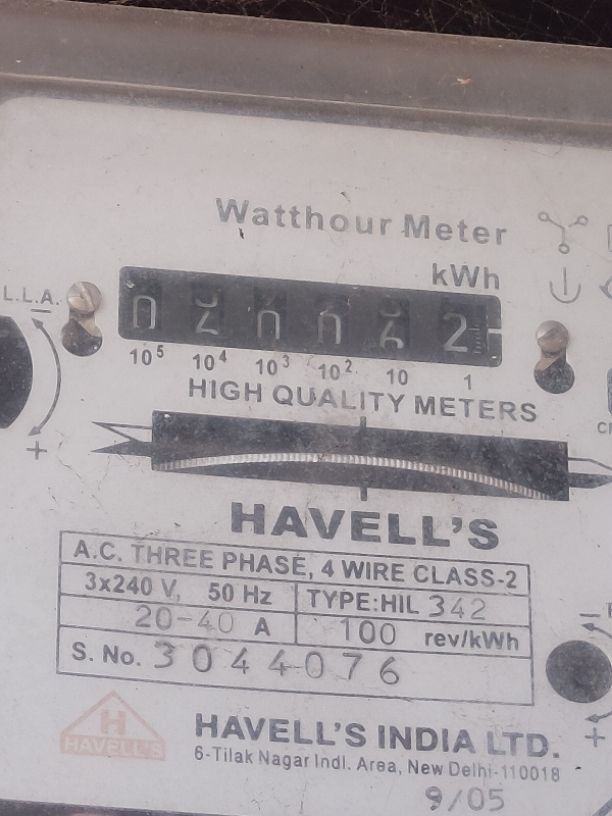 Watthour Meter
kWh
L.L.A.
0 2 0 0 6 2
10⁵ 10⁴ 10³ 10² 10 1
HIGH QUALITY METERS
+
HAVELL'S
A.C. THREE PHASE, 4 WIRE CLASS-2
3x240 V, 50 Hz TYPE:HIL 342
20-40 A 100 rev/kWh
S. No. 3044076
H
HAVELL'S
HAVELL'S INDIA LTD.
+
6-Tilak Nagar Indl. Area, New Delhi-110018
9/05